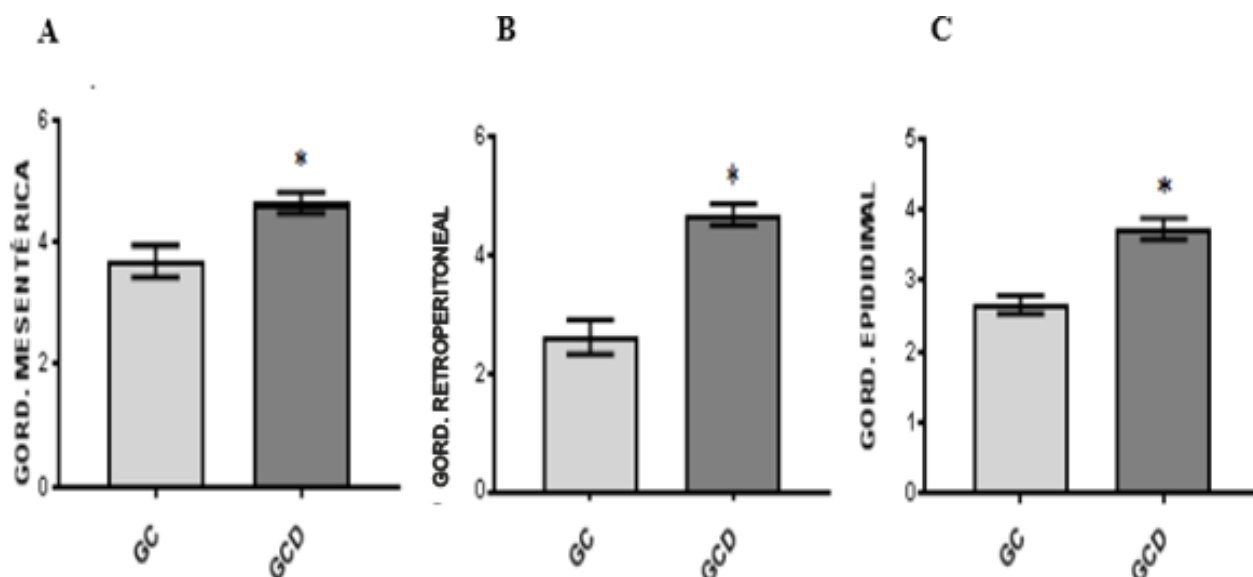 A
B
C
GORD. MESENTÉRICA
6
4
2
0
*
GC
GCD
GORD. RETROPERITONEAL
6
4
2
0
*
GC
GCD
GORD. EPIDIDIMAL
5
4
3
2
1
0
*
GC
GCD